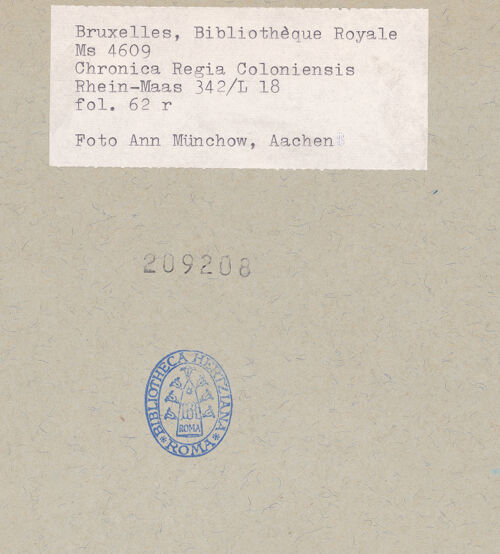 Bruxelles, Bibliothèque Royale
Ms 4609
Chronica Regia Coloniensis
Rhein-Maas 342/L 18
fol. 62 r
Foto Ann Münchow, Aachen
209208
BIBLIOTHECA HERTZIANA
ROMA
*ROMA*